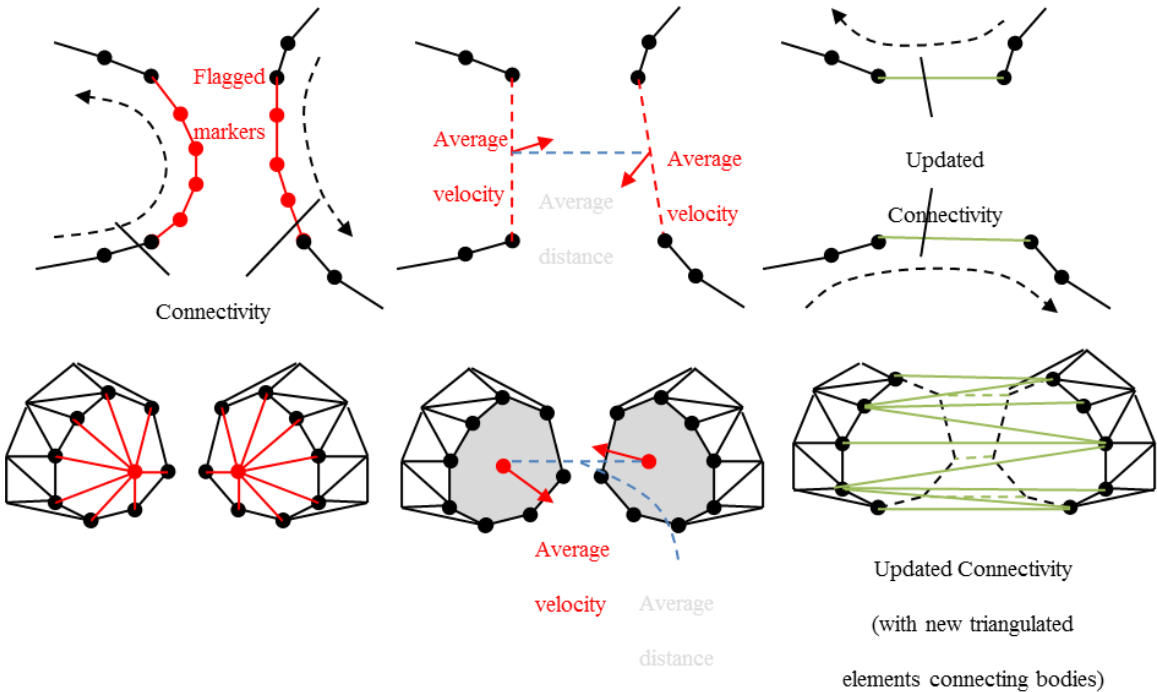 Flagged
markers
Connectivity
Average
velocity
Average
velocity
Average
distance
Updated
Connectivity
Average
velocity
Average
distance
Updated Connectivity
(with new triangulated
elements connecting bodies)